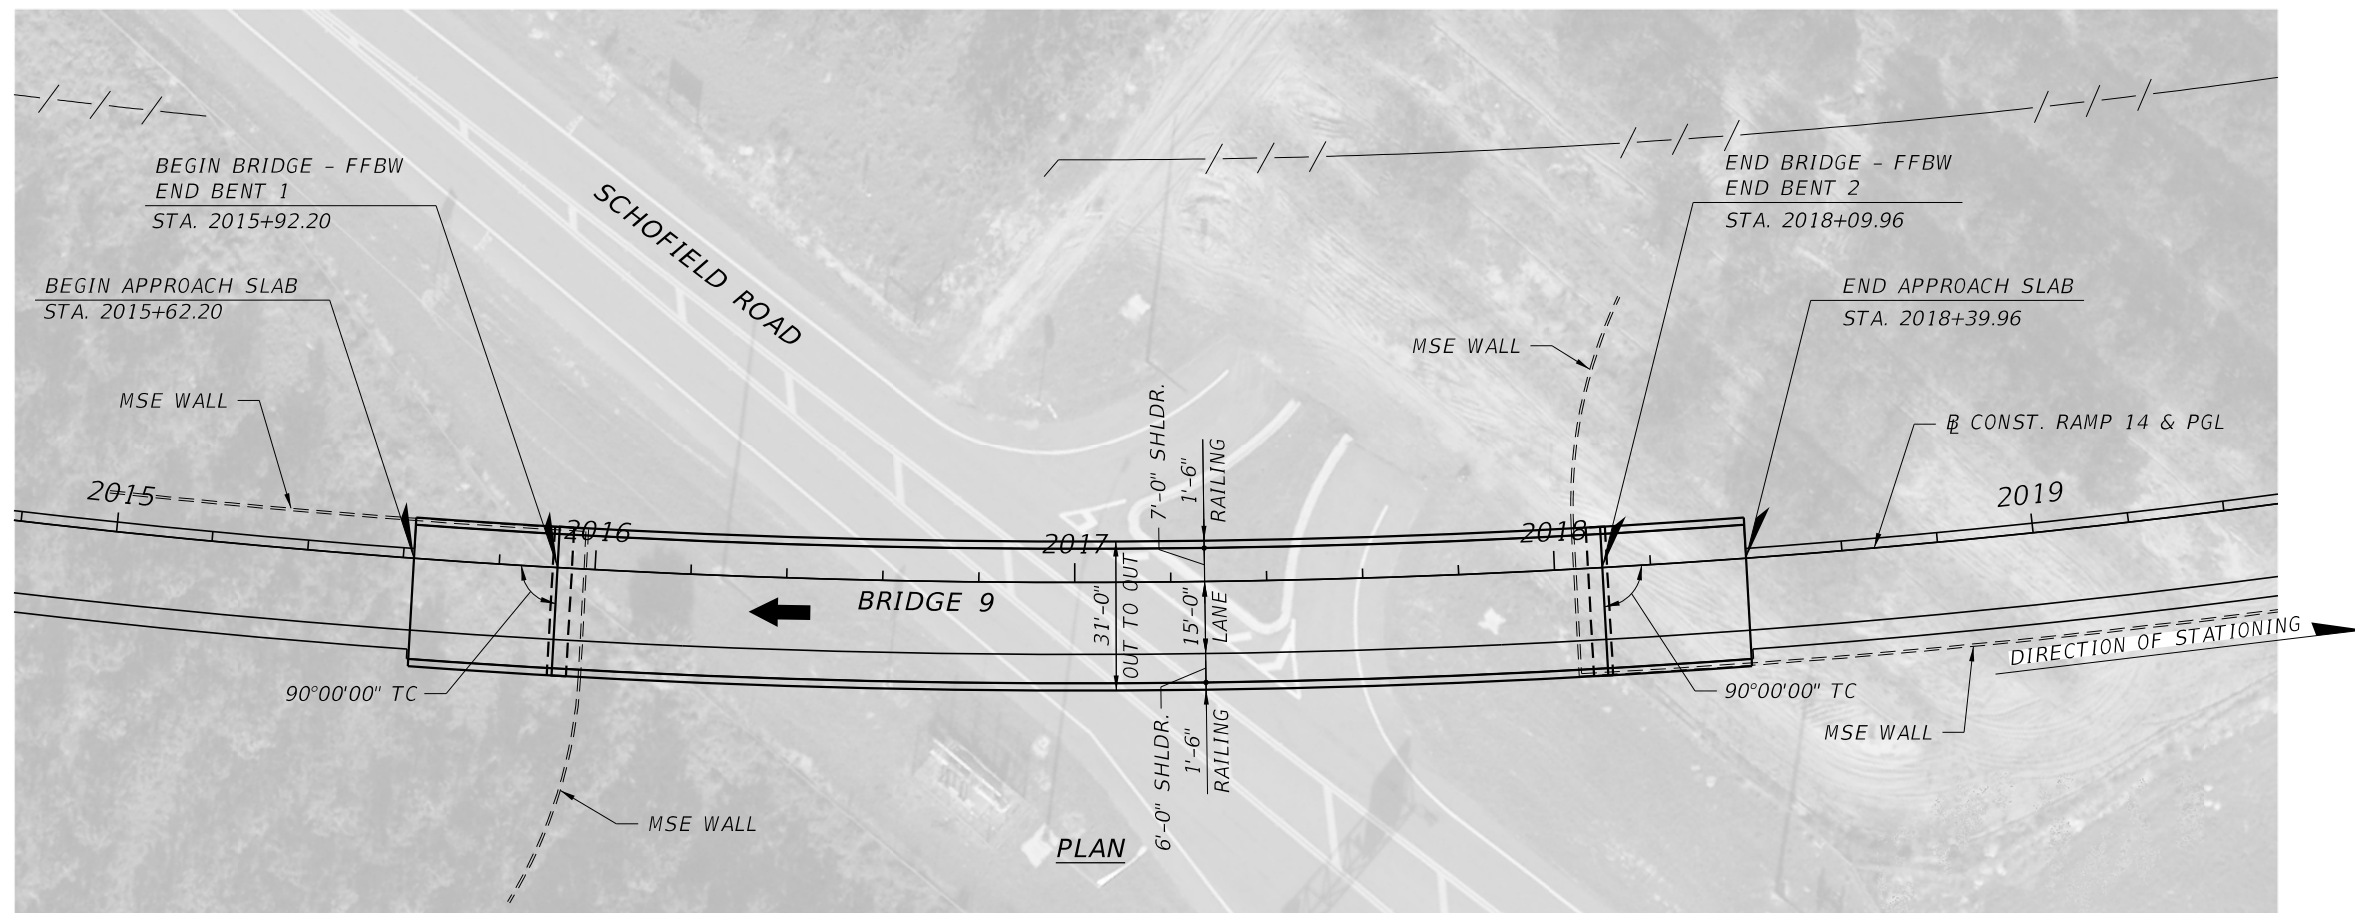 BEGIN BRIDGE - FFBW
END BENT 1
STA. 2015+92.20
BEGIN APPROACH SLAB
STA. 2015+62.20
MSE WALL
SCHOFIELD ROAD
END BRIDGE - FFBW
END BENT 2
STA. 2018+09.96
END APPROACH SLAB
STA. 2018+39.96
MSE WALL
BL CONST. RAMP 14 & PGL
2015
2016
2017
2018
2019
7'-0" SHLDR.
1'-6"
RAILING
BRIDGE 9
31'-0"
OUT TO OUT
15'-0"
LANE
6'-0" SHLDR.
1'-6"
RAILING
90°00'00" TC
90°00'00" TC
DIRECTION OF STATIONING
MSE WALL
MSE WALL
PLAN